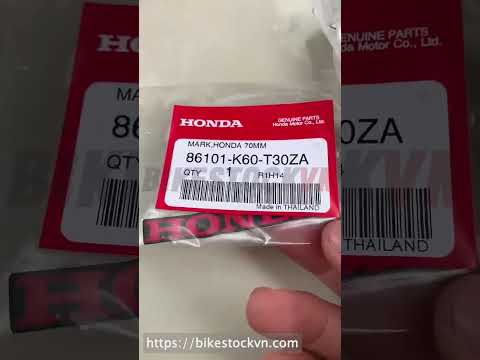 HONDA
GENUINE PARTS
Honda Motor Co., Ltd.
MARK,HONDA 70MM
86101-K60-T30ZA
QTY 1 R1H14
Made in THAILAND
BIKESTOCKVN
HONDA
https://bikestockvn.com